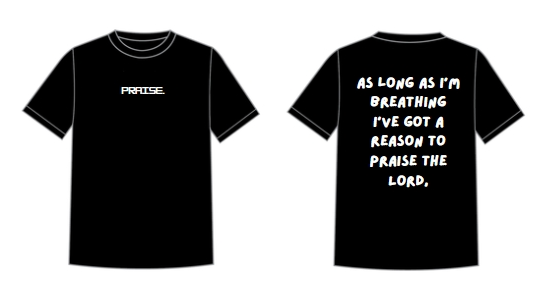 PRAISE.
AS LONG AS I'M
BREATHING
I'VE GOT A
REASON TO
PRAISE THE
LORD.